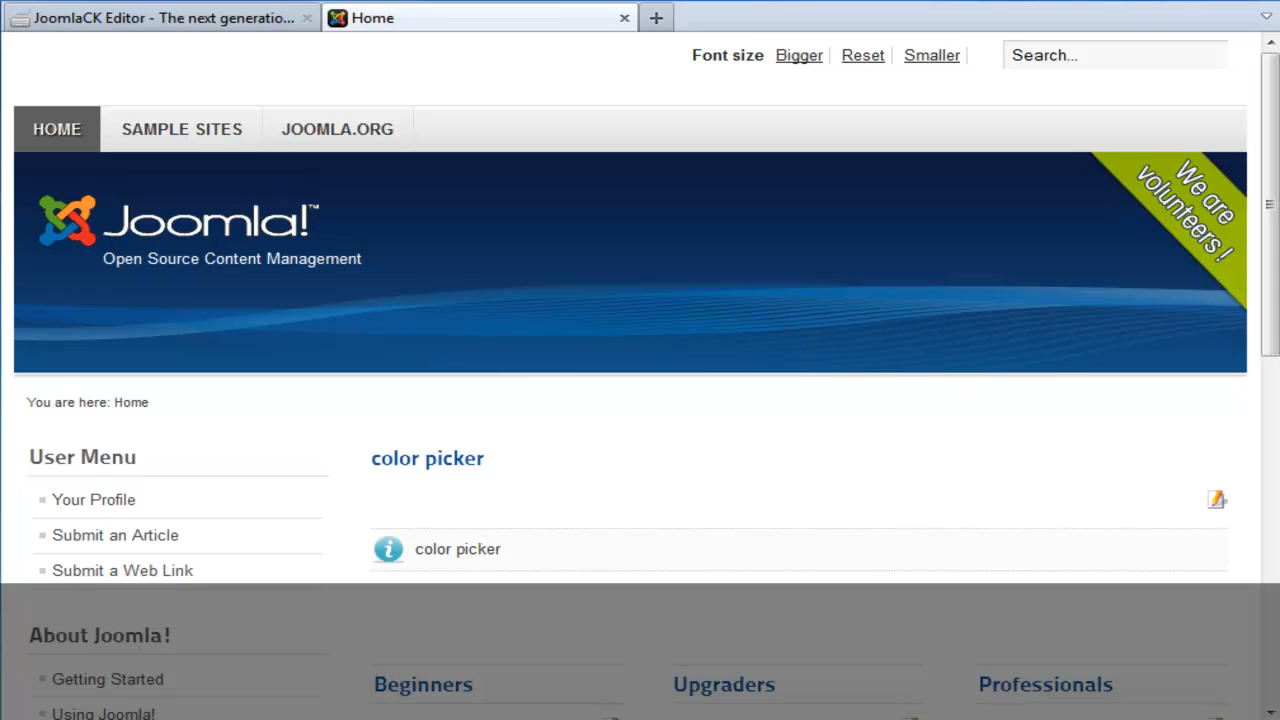 JoomlaCK Editor - The next generatio...
Home
Font size Bigger Reset Smaller Search...
HOME SAMPLE SITES JOOMLA.ORG
Joomla!™
Open Source Content Management
We are
volunteers!
You are here: Home
User Menu
Your Profile
Submit an Article
Submit a Web Link
color picker
color picker
About Joomla!
Getting Started
Using Joomla!
Beginners
Upgraders
Professionals